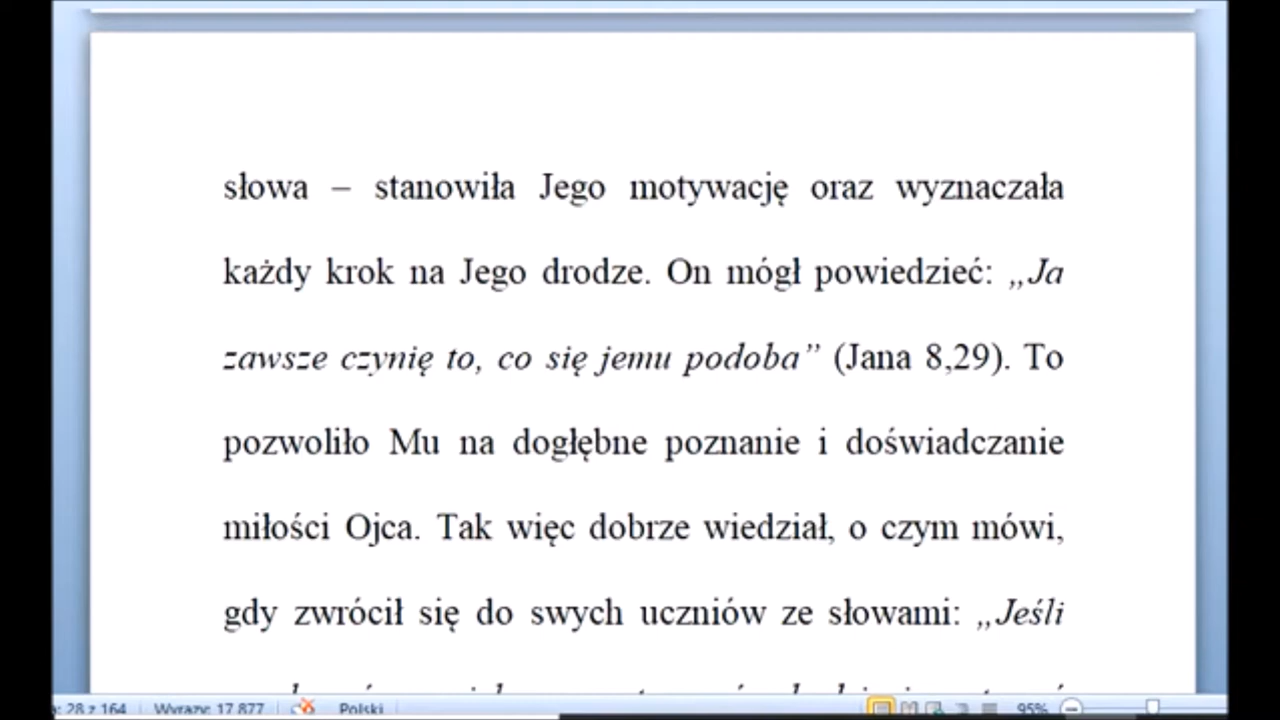 słowa – stanowiła Jego motywację oraz wyznaczała
każdy krok na Jego drodze. On mógł powiedzieć: „Ja
zawsze czynię to, co się jemu podoba” (Jana 8,29). To
pozwoliło Mu na dogłębne poznanie i doświadczanie
miłości Ojca. Tak więc dobrze wiedział, o czym mówi,
gdy zwrócił się do swych uczniów ze słowami: „Jeśli
: 28 z 164 Wyrazy: 17 877 Polski 95%